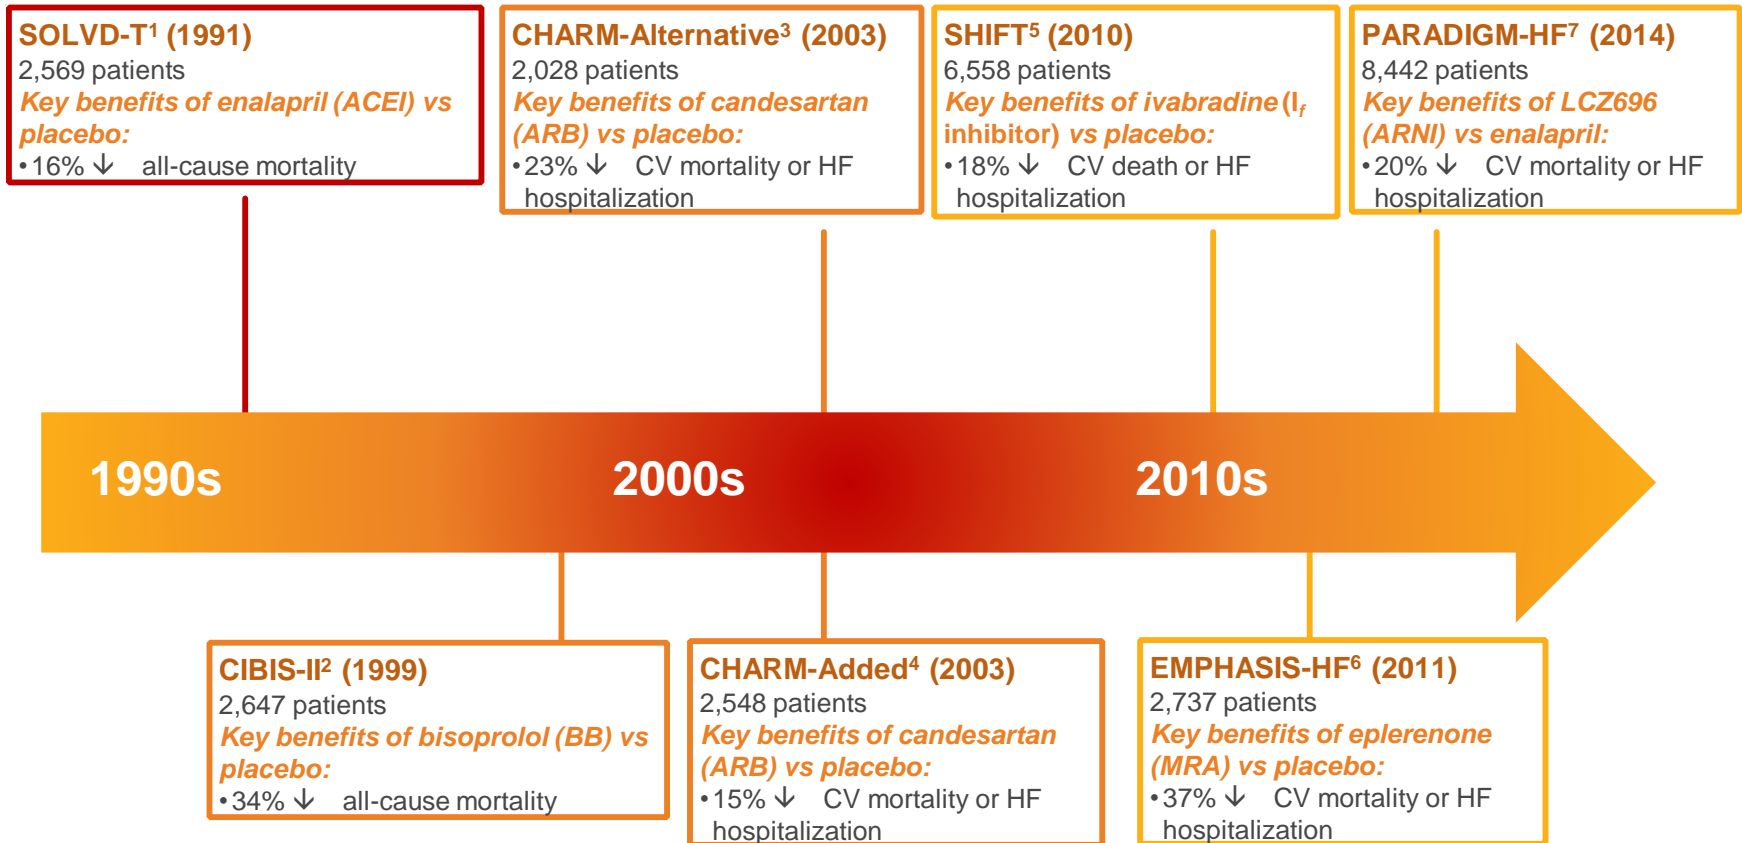 SOLVD-T¹ (1991)
2,569 patients
Key benefits of enalapril (ACEI) vs
placebo:
•16% ↓ all-cause mortality
CHARM-Alternative³ (2003)
2,028 patients
Key benefits of candesartan
(ARB) vs placebo:
•23% ↓ CV mortality or HF
hospitalization
SHIFT⁵ (2010)
6,558 patients
Key benefits of ivabradine (If
inhibitor) vs placebo:
•18% ↓ CV death or HF
hospitalization
PARADIGM-HF⁷ (2014)
8,442 patients
Key benefits of LCZ696
(ARNI) vs enalapril:
•20% ↓ CV mortality or HF
hospitalization
1990s
2000s
2010s
CIBIS-II² (1999)
2,647 patients
Key benefits of bisoprolol (BB) vs
placebo:
•34% ↓ all-cause mortality
CHARM-Added⁴ (2003)
2,548 patients
Key benefits of candesartan
(ARB) vs placebo:
•15% ↓ CV mortality or HF
hospitalization
EMPHASIS-HF⁶ (2011)
2,737 patients
Key benefits of eplerenone
(MRA) vs placebo:
•37% ↓ CV mortality or HF
hospitalization